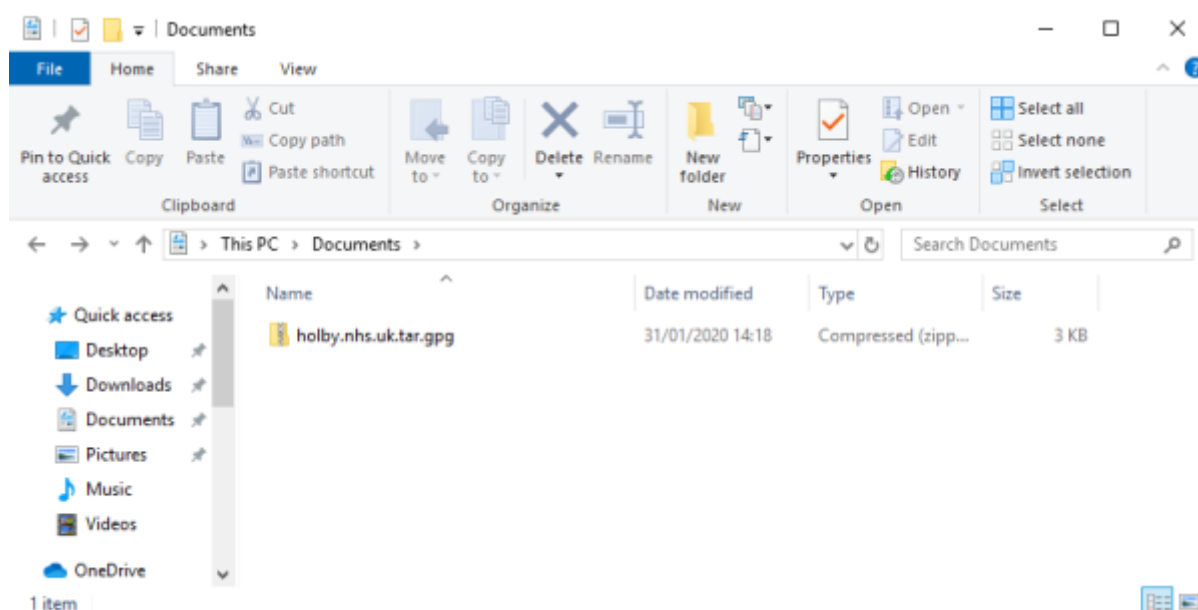 Documents
File Home Share View
Pin to Quick access
Copy
Paste
Cut
Copy path
Paste shortcut
Move to
Copy to
Delete
Rename
New folder
Properties
Open
Edit
History
Select all
Select none
Invert selection
Clipboard Organize New Open Select
This PC > Documents >
Search Documents
Name Date modified Type Size
holby.nhs.uk.tar.gpg 31/01/2020 14:18 Compressed (zipp... 3 KB
Quick access
Desktop
Downloads
Documents
Pictures
Music
Videos
OneDrive
1 item